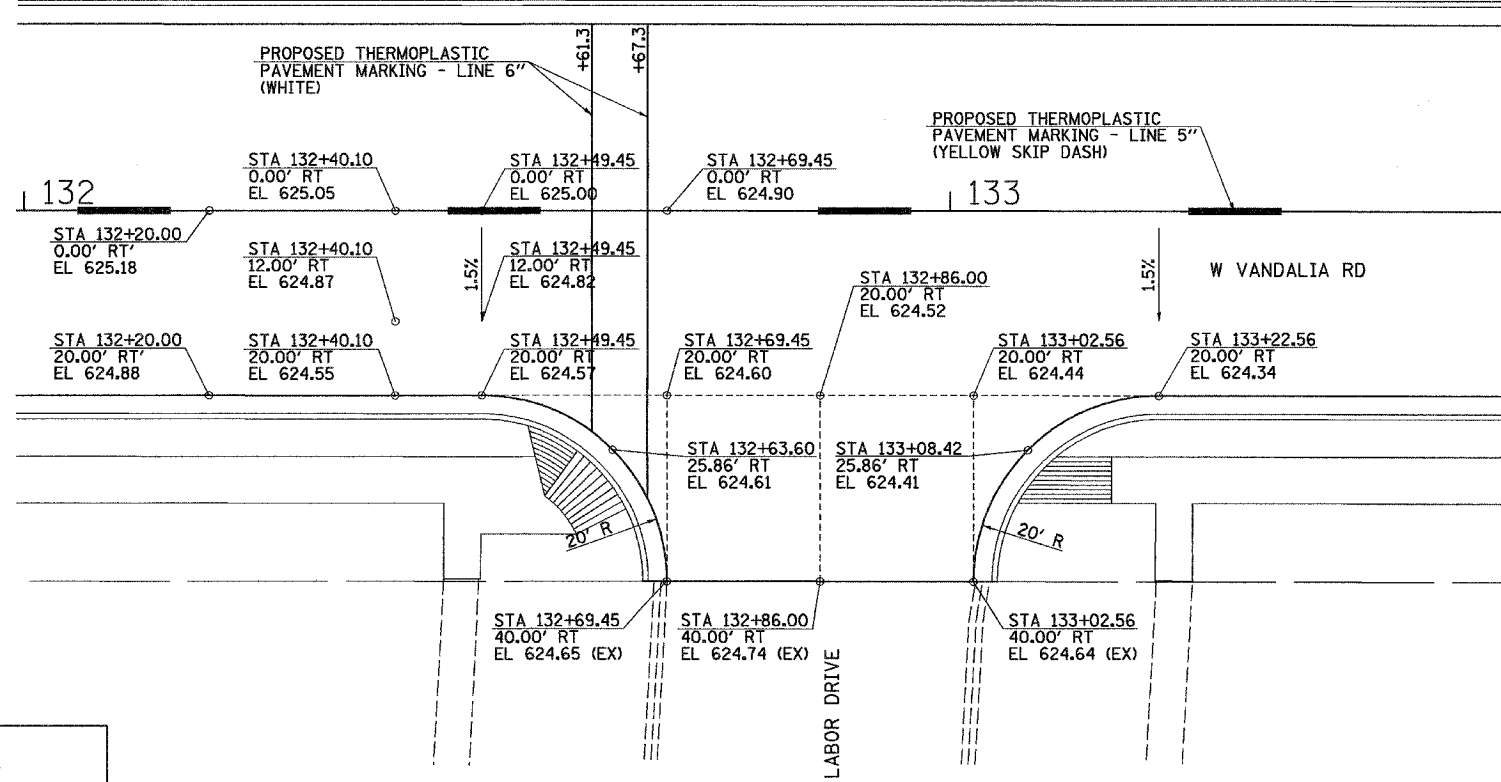 PROPOSED THERMOPLASTIC
PAVEMENT MARKING - LINE 6"
(WHITE)
+61.3
+67.3
PROPOSED THERMOPLASTIC
PAVEMENT MARKING - LINE 5"
(YELLOW SKIP DASH)
132
STA 132+40.10
0.00' RT
EL 625.05
STA 132+49.45
0.00' RT
EL 625.00
STA 132+69.45
0.00' RT
EL 624.90
133
STA 132+20.00
0.00' RT'
EL 625.18
STA 132+40.10
12.00' RT
EL 624.87
1.5%
STA 132+49.45
12.00' RT
EL 624.82
STA 132+86.00
20.00' RT
EL 624.52
1.5%
W VANDALIA RD
STA 132+20.00
20.00' RT'
EL 624.88
STA 132+40.10
20.00' RT
EL 624.55
STA 132+49.45
20.00' RT
EL 624.57
STA 132+69.45
20.00' RT
EL 624.60
STA 133+02.56
20.00' RT
EL 624.44
STA 133+22.56
20.00' RT
EL 624.34
STA 132+63.60
25.86' RT
EL 624.61
STA 133+08.42
25.86' RT
EL 624.41
20' R
20' R
STA 132+69.45
40.00' RT
EL 624.65 (EX)
STA 132+86.00
40.00' RT
EL 624.74 (EX)
STA 133+02.56
40.00' RT
EL 624.64 (EX)
LABOR DRIVE